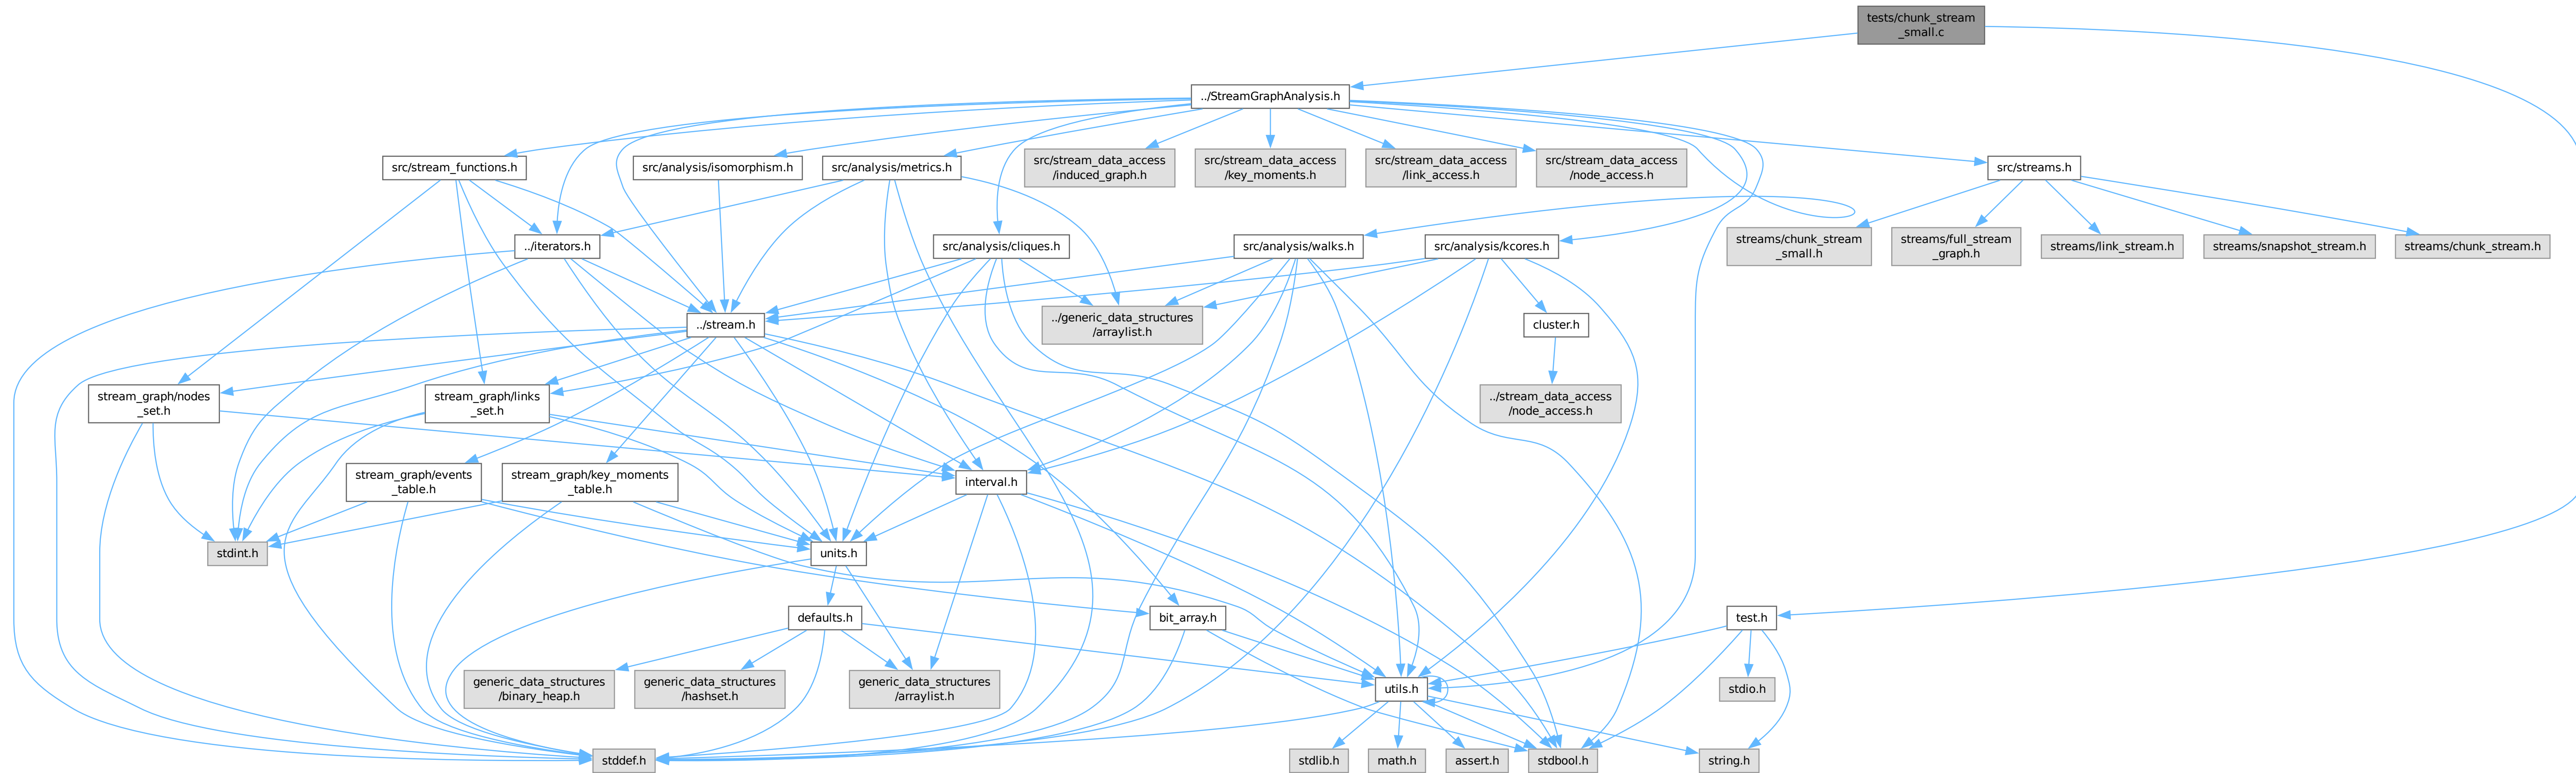 tests/chunk_stream
_small.c
../StreamGraphAnalysis.h
src/stream_functions.h
src/analysis/isomorphism.h
src/analysis/metrics.h
src/stream_data_access
/induced_graph.h
src/stream_data_access
/key_moments.h
src/stream_data_access
/link_access.h
src/stream_data_access
/node_access.h
src/streams.h
../iterators.h
src/analysis/cliques.h
src/analysis/walks.h
src/analysis/kcores.h
streams/chunk_stream
_small.h
streams/full_stream
_graph.h
streams/link_stream.h
streams/snapshot_stream.h
streams/chunk_stream.h
../stream.h
../generic_data_structures
/arraylist.h
cluster.h
stream_graph/nodes
_set.h
stream_graph/links
_set.h
../stream_data_access
/node_access.h
stream_graph/events
_table.h
stream_graph/key_moments
_table.h
interval.h
stdint.h
units.h
defaults.h
bit_array.h
test.h
generic_data_structures
/binary_heap.h
generic_data_structures
/hashset.h
generic_data_structures
/arraylist.h
utils.h
stdio.h
stddef.h
stdlib.h
math.h
assert.h
stdbool.h
string.h